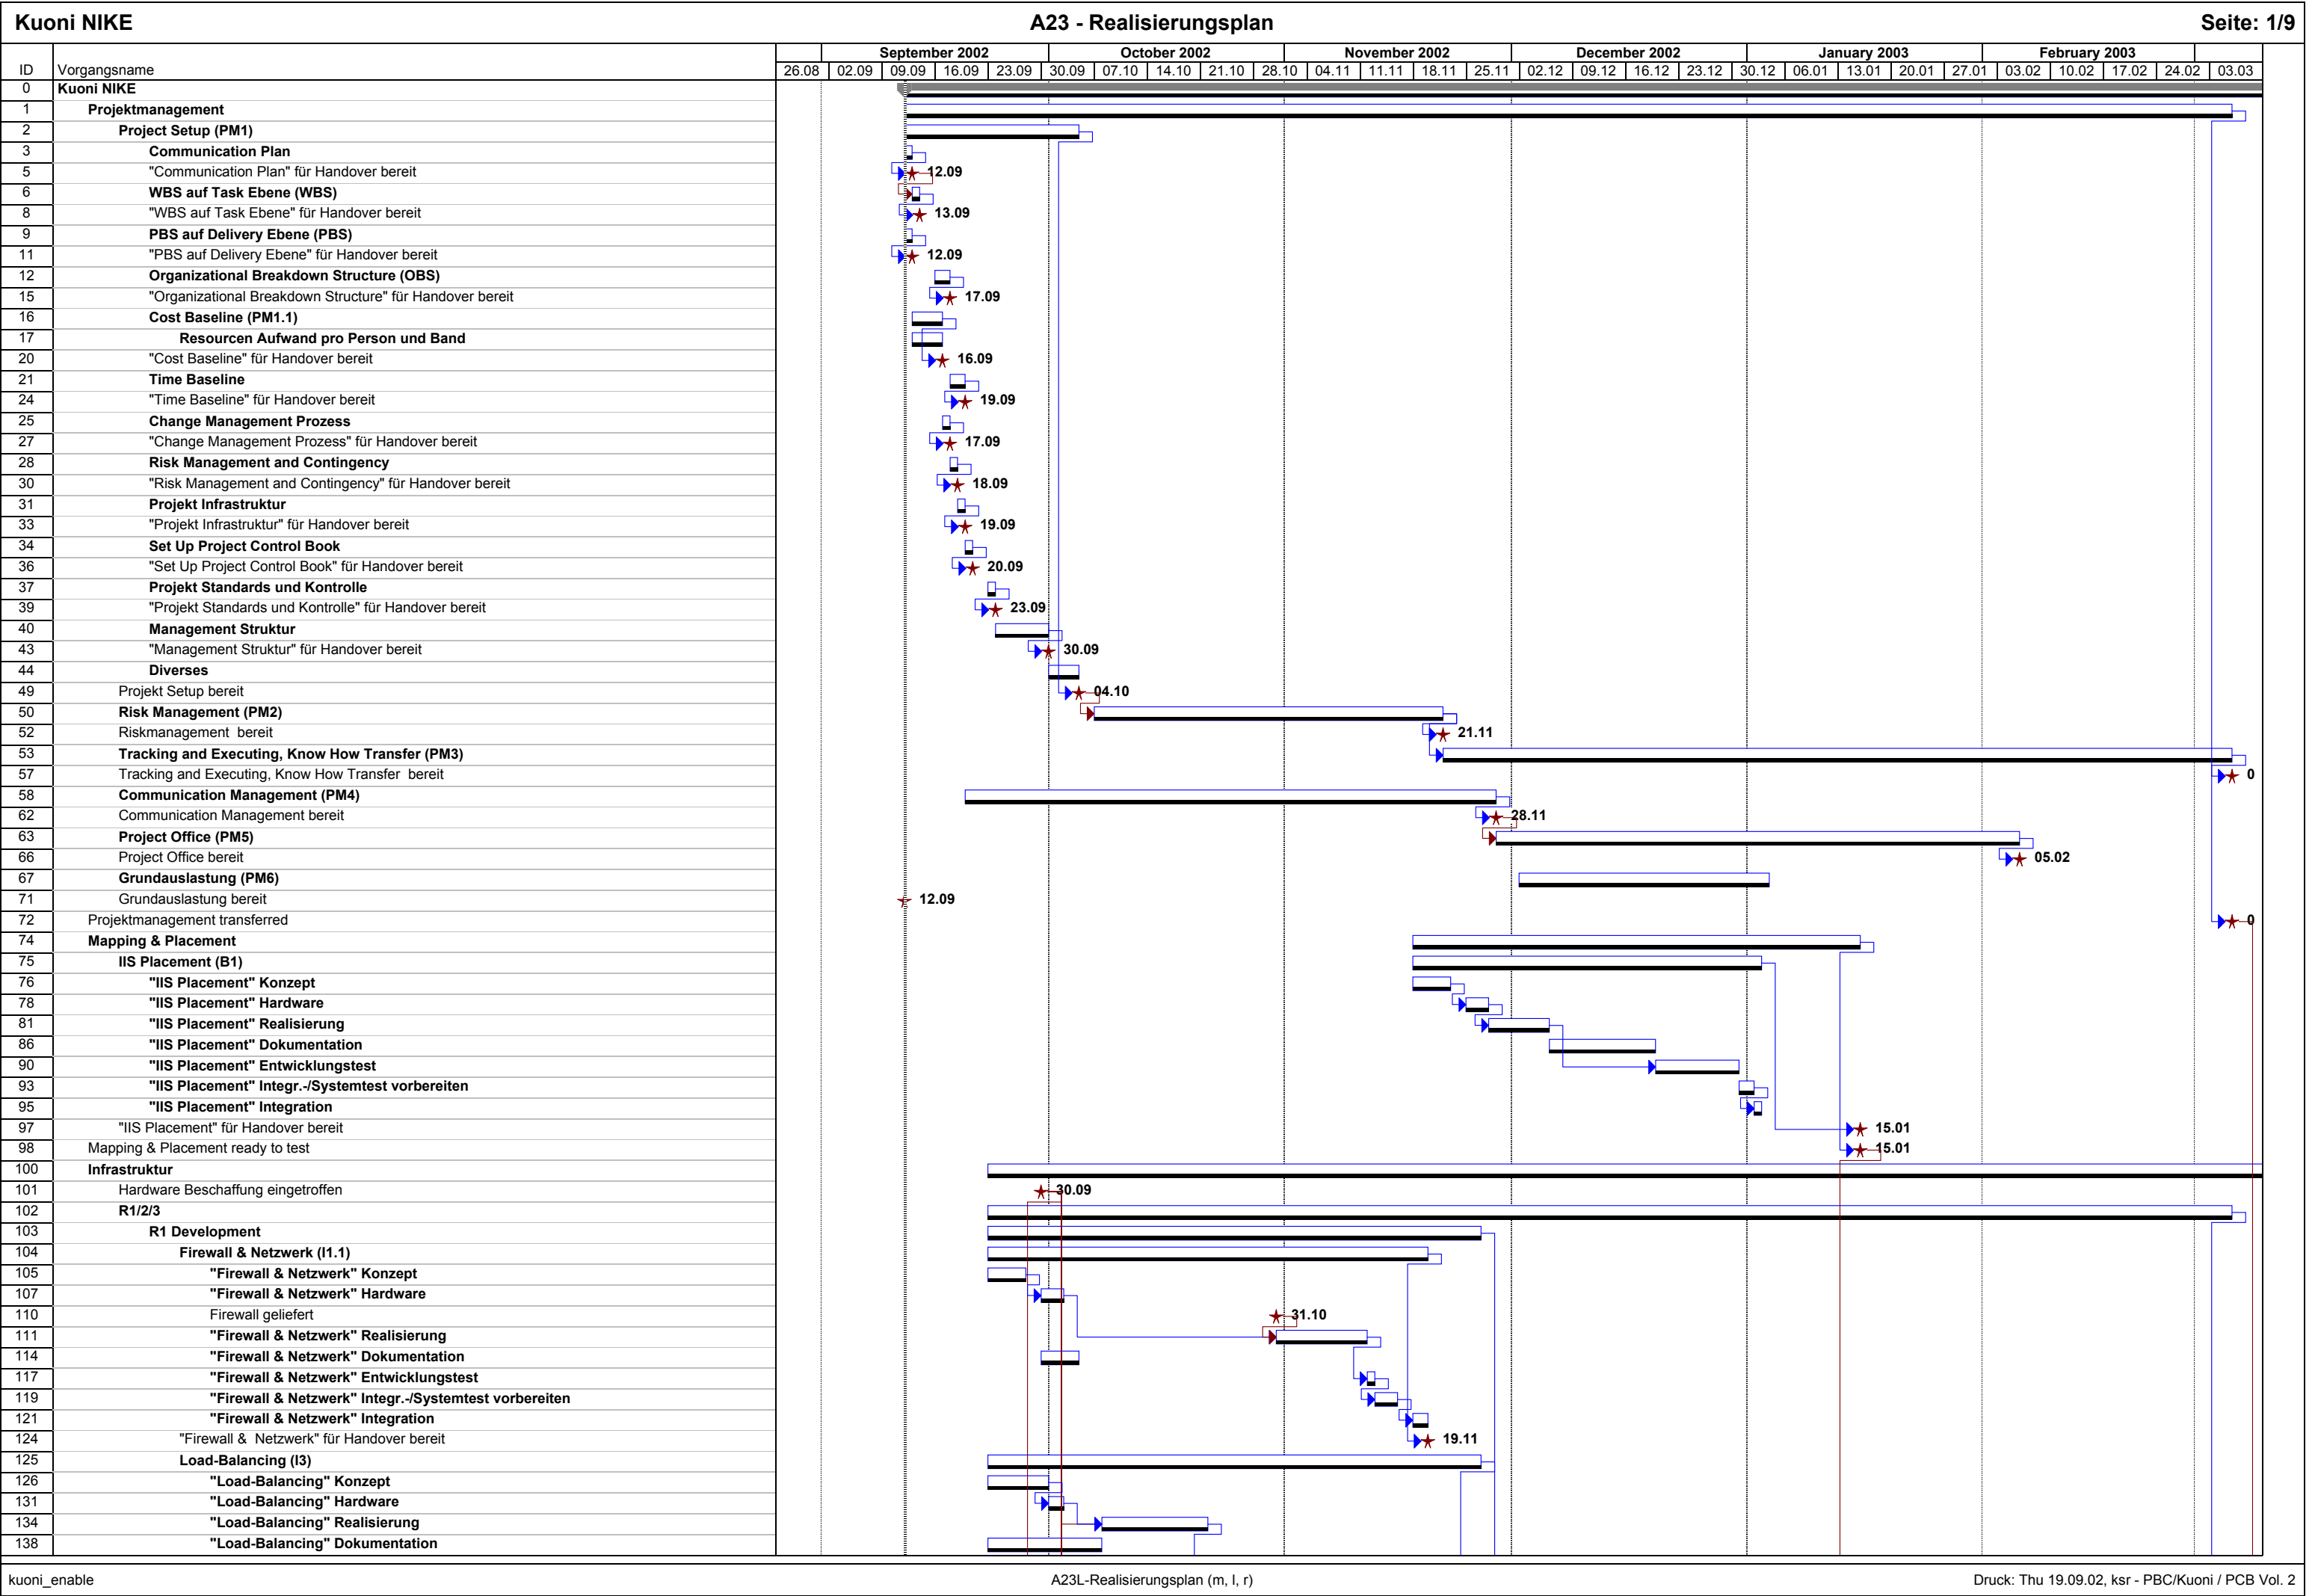 Kuoni NIKE A23 - Realisierungsplan Seite: 1/9
September 2002 October 2002 November 2002 December 2002 January 2003 February 2003
ID Vorgangsname 26.08 02.09 09.09 16.09 23.09 30.09 07.10 14.10 21.10 28.10 04.11 11.11 18.11 25.11 02.12 09.12 16.12 23.12 30.12 06.01 13.01 20.01 27.01 03.02 10.02 17.02 24.02 03.03
0 Kuoni NIKE
1 Projektmanagement
2 Project Setup (PM1)
3 Communication Plan
5 "Communication Plan" für Handover bereit 12.09
6 WBS auf Task Ebene (WBS)
8 "WBS auf Task Ebene" für Handover bereit 13.09
9 PBS auf Delivery Ebene (PBS)
11 "PBS auf Delivery Ebene" für Handover bereit 12.09
12 Organizational Breakdown Structure (OBS)
15 "Organizational Breakdown Structure" für Handover bereit 17.09
16 Cost Baseline (PM1.1)
17 Resourcen Aufwand pro Person und Band
20 "Cost Baseline" für Handover bereit 16.09
21 Time Baseline
24 "Time Baseline" für Handover bereit 19.09
25 Change Management Prozess
27 "Change Management Prozess" für Handover bereit 17.09
28 Risk Management and Contingency
30 "Risk Management and Contingency" für Handover bereit 18.09
31 Projekt Infrastruktur
33 "Projekt Infrastruktur" für Handover bereit 19.09
34 Set Up Project Control Book
36 "Set Up Project Control Book" für Handover bereit 20.09
37 Projekt Standards und Kontrolle
39 "Projekt Standards und Kontrolle" für Handover bereit 23.09
40 Management Struktur
43 "Management Struktur" für Handover bereit 30.09
44 Diverses
49 Projekt Setup bereit 04.10
50 Risk Management (PM2)
52 Riskmanagement bereit 21.11
53 Tracking and Executing, Know How Transfer (PM3)
57 Tracking and Executing, Know How Transfer bereit 0
58 Communication Management (PM4)
62 Communication Management bereit 28.11
63 Project Office (PM5)
66 Project Office bereit 05.02
67 Grundauslastung (PM6)
71 Grundauslastung bereit 12.09
72 Projektmanagement transferred 0
74 Mapping & Placement
75 IIS Placement (B1)
76 "IIS Placement" Konzept
78 "IIS Placement" Hardware
81 "IIS Placement" Realisierung
86 "IIS Placement" Dokumentation
90 "IIS Placement" Entwicklungstest
93 "IIS Placement" Integr.-/Systemtest vorbereiten
95 "IIS Placement" Integration
97 "IIS Placement" für Handover bereit 15.01
98 Mapping & Placement ready to test 15.01
100 Infrastruktur
101 Hardware Beschaffung eingetroffen 30.09
102 R1/2/3
103 R1 Development
104 Firewall & Netzwerk (I1.1)
105 "Firewall & Netzwerk" Konzept
107 "Firewall & Netzwerk" Hardware
110 Firewall geliefert 31.10
111 "Firewall & Netzwerk" Realisierung
114 "Firewall & Netzwerk" Dokumentation
117 "Firewall & Netzwerk" Entwicklungstest
119 "Firewall & Netzwerk" Integr.-/Systemtest vorbereiten
121 "Firewall & Netzwerk" Integration
124 "Firewall & Netzwerk" für Handover bereit 19.11
125 Load-Balancing (I3)
126 "Load-Balancing" Konzept
131 "Load-Balancing" Hardware
134 "Load-Balancing" Realisierung
138 "Load-Balancing" Dokumentation
kuoni_enable A23L-Realisierungsplan (m, l, r) Druck: Thu 19.09.02, ksr - PBC/Kuoni / PCB Vol. 2